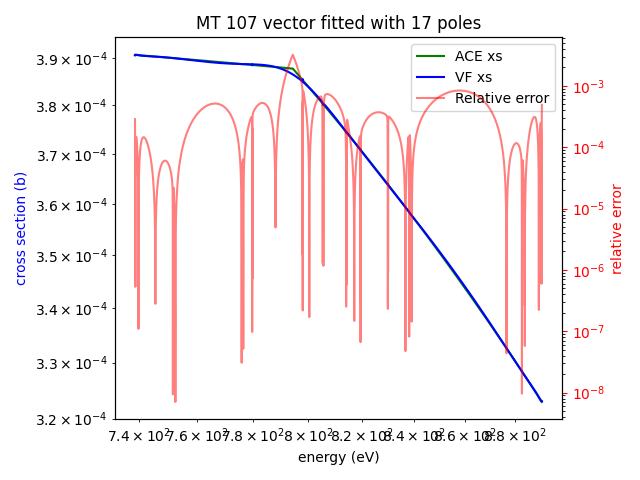 MT 107 vector fitted with 17 poles
ACE xs
VF xs
Relative error
cross section (b)
3.9 × 10⁻⁴
3.8 × 10⁻⁴
3.7 × 10⁻⁴
3.6 × 10⁻⁴
3.5 × 10⁻⁴
3.4 × 10⁻⁴
3.3 × 10⁻⁴
3.2 × 10⁻⁴
10⁻³
10⁻⁴
10⁻⁵
10⁻⁶
10⁻⁷
10⁻⁸
relative error
7.4 × 10² 7.6 × 10² 7.8 × 10² 8 × 10² 8.2 × 10² 8.4 × 10² 8.6 × 10² 8.8 × 10²
energy (eV)